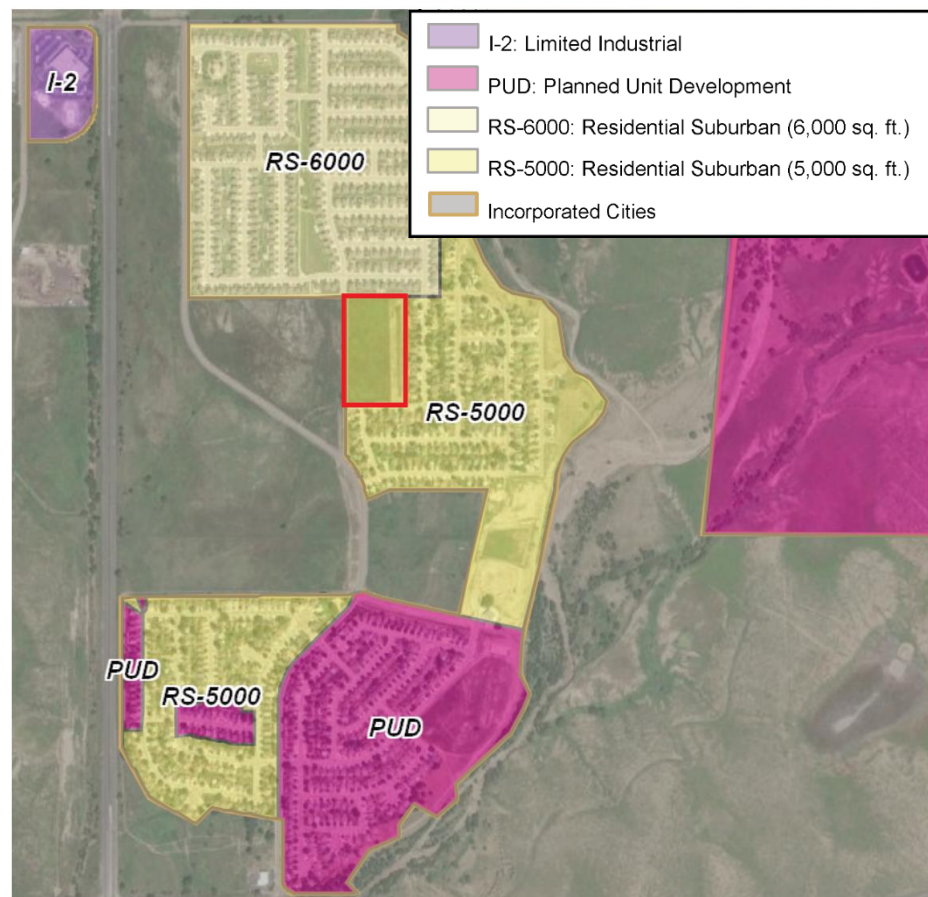 I-2: Limited Industrial
PUD: Planned Unit Development
RS-6000: Residential Suburban (6,000 sq. ft.)
RS-5000: Residential Suburban (5,000 sq. ft.)
Incorporated Cities
I-2
RS-6000
RS-5000
PUD
RS-5000
PUD